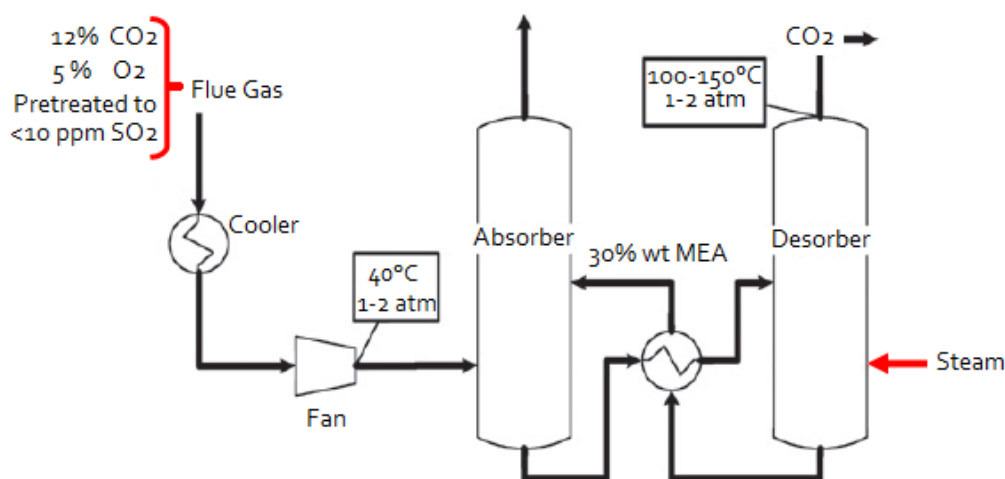 12% CO2
5% O2
Pretreated to
<10 ppm SO2
Flue Gas
Cooler
40°C
1-2 atm
Fan
Absorber
30% wt MEA
100-150°C
1-2 atm
CO2
Desorber
Steam